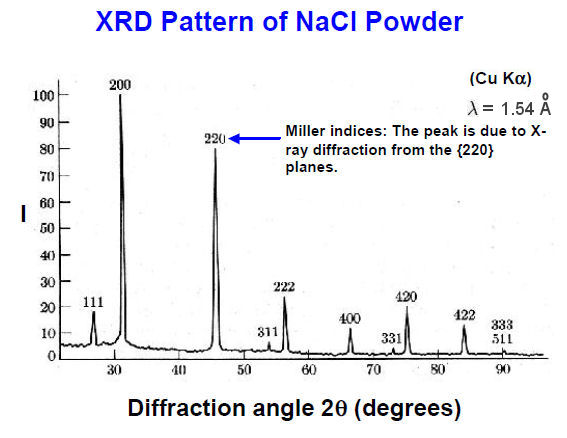 XRD Pattern of NaCl Powder
(Cu Kα)
λ = 1.54 Å
Miller indices: The peak is due to X-
ray diffraction from the {220}
planes.
200
220
111
311
222
400
331
420
422
333
511
100
90
80
70
60
50
40
30
20
10
0
I
30 40 50 60 70 80 90
Diffraction angle 2θ (degrees)